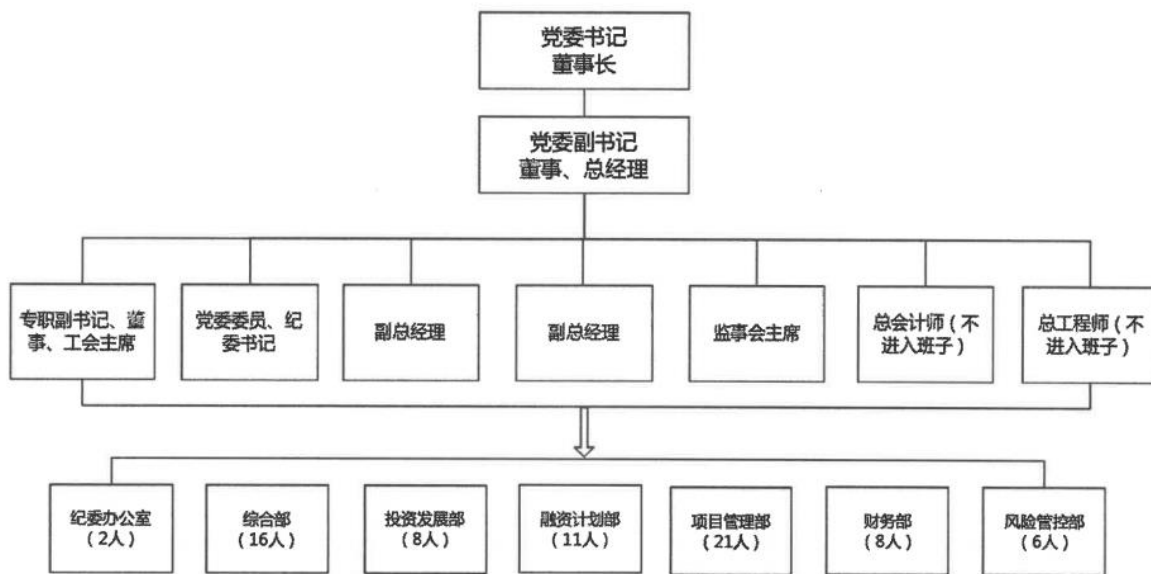 党委书记
董事长
党委副书记
董事、总经理
专职副书记、董
事、工会主席
党委委员、纪
委书记
副总经理
副总经理
监事会主席
总会计师（不
进入班子）
总工程师（不
进入班子）
纪委办公室
（2人）
综合部
（16人）
投资发展部
（8人）
融资计划部
（11人）
项目管理部
（21人）
财务部
（8人）
风险管控部
（6人）